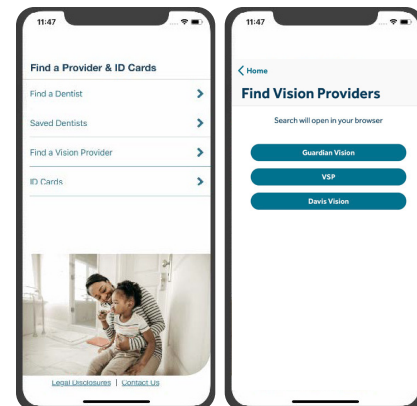 11:47
Find a Provider & ID Cards
Find a Dentist
Saved Dentists
Find a Vision Provider
ID Cards
Legal Disclosures | Contact Us
11:47
Home
Find Vision Providers
Search will open in your browser
Guardian Vision
VSP
Davis Vision